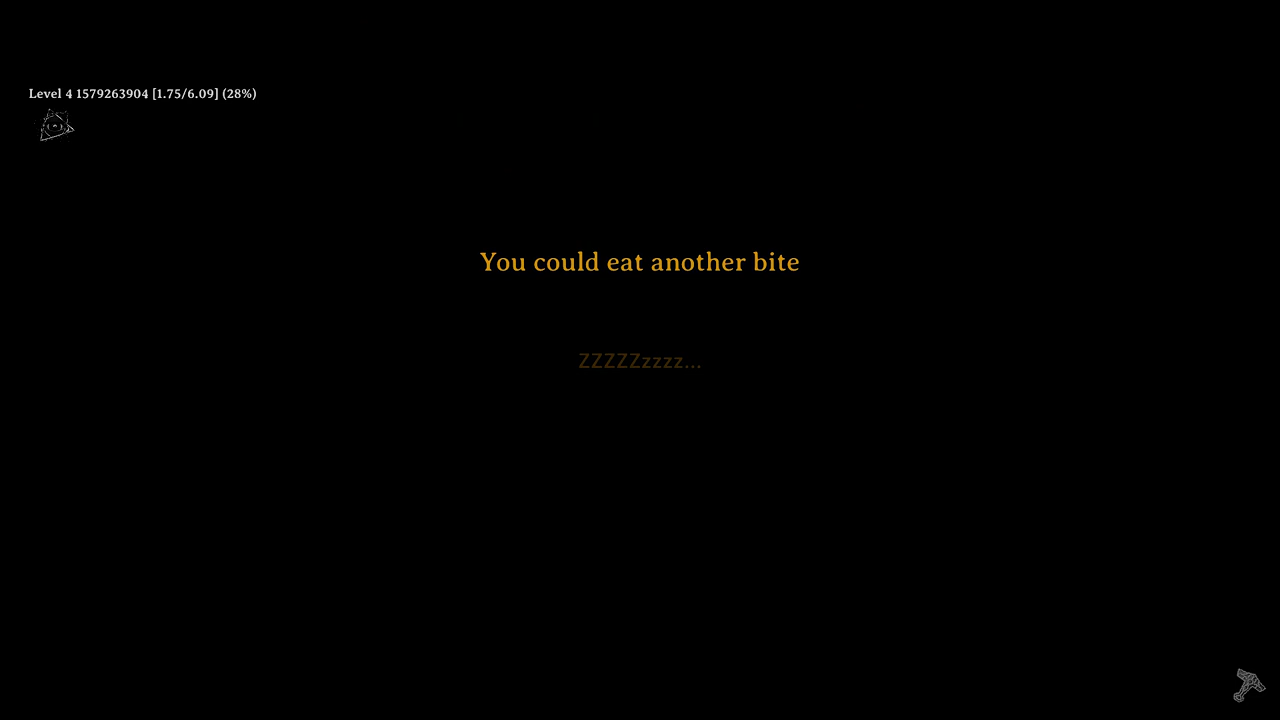 Level 4 1579263904 [1.75/6.09] (28%)
You could eat another bite
ZZZZZzzzz...